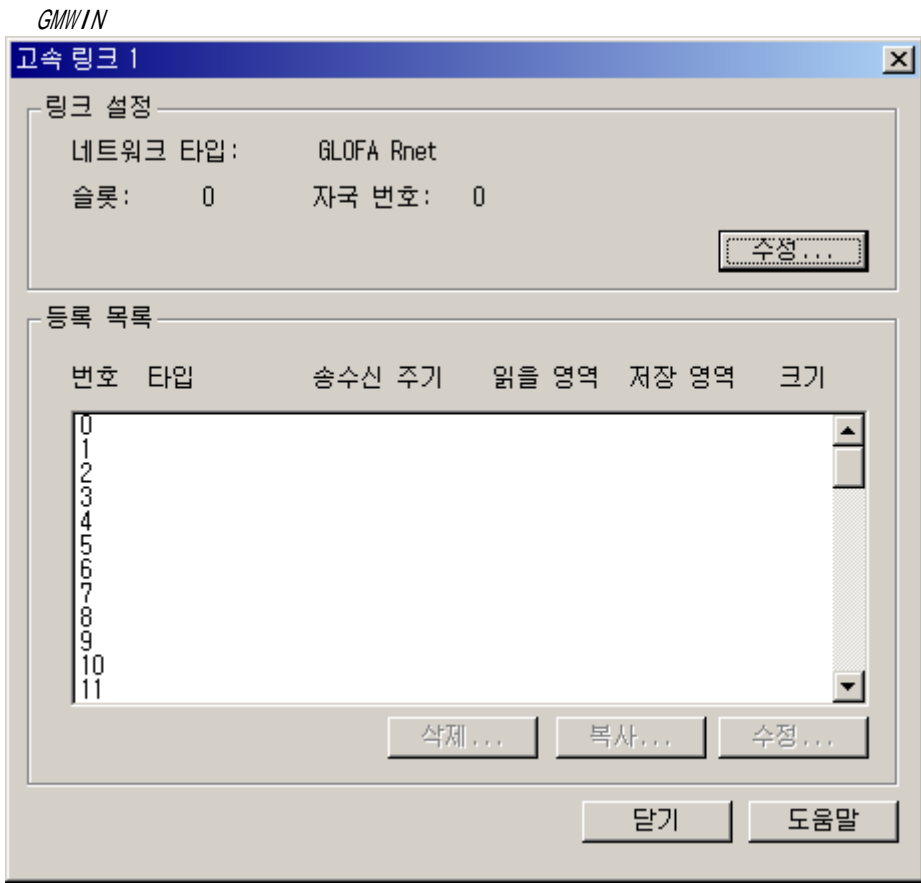 GMWIN
고속 링크 1
링크 설정
네트워크 타입: GLOFA Rnet
슬롯: 0 자국 번호: 0
수정...
등록 목록
번호 타입 송수신 주기 읽을 영역 저장 영역 크기
0
1
2
3
4
5
6
7
8
9
10
11
삭제... 복사... 수정...
닫기 도움말